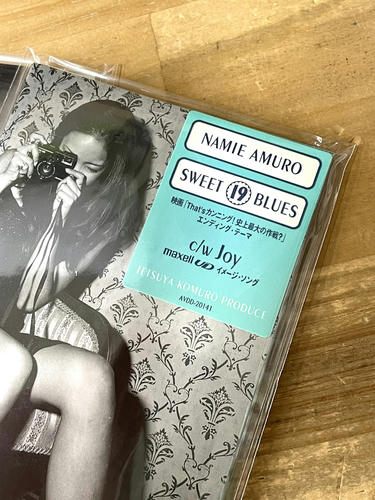 NAMIE AMURO
SWEET 19 BLUES
映画「That'sカンニング！史上最大の作戦？」
エンディング・テーマ
c/w Joy
maxell UD イメージ・ソング
TETSUYA KOMURO PRODUCE
AVDD-20141